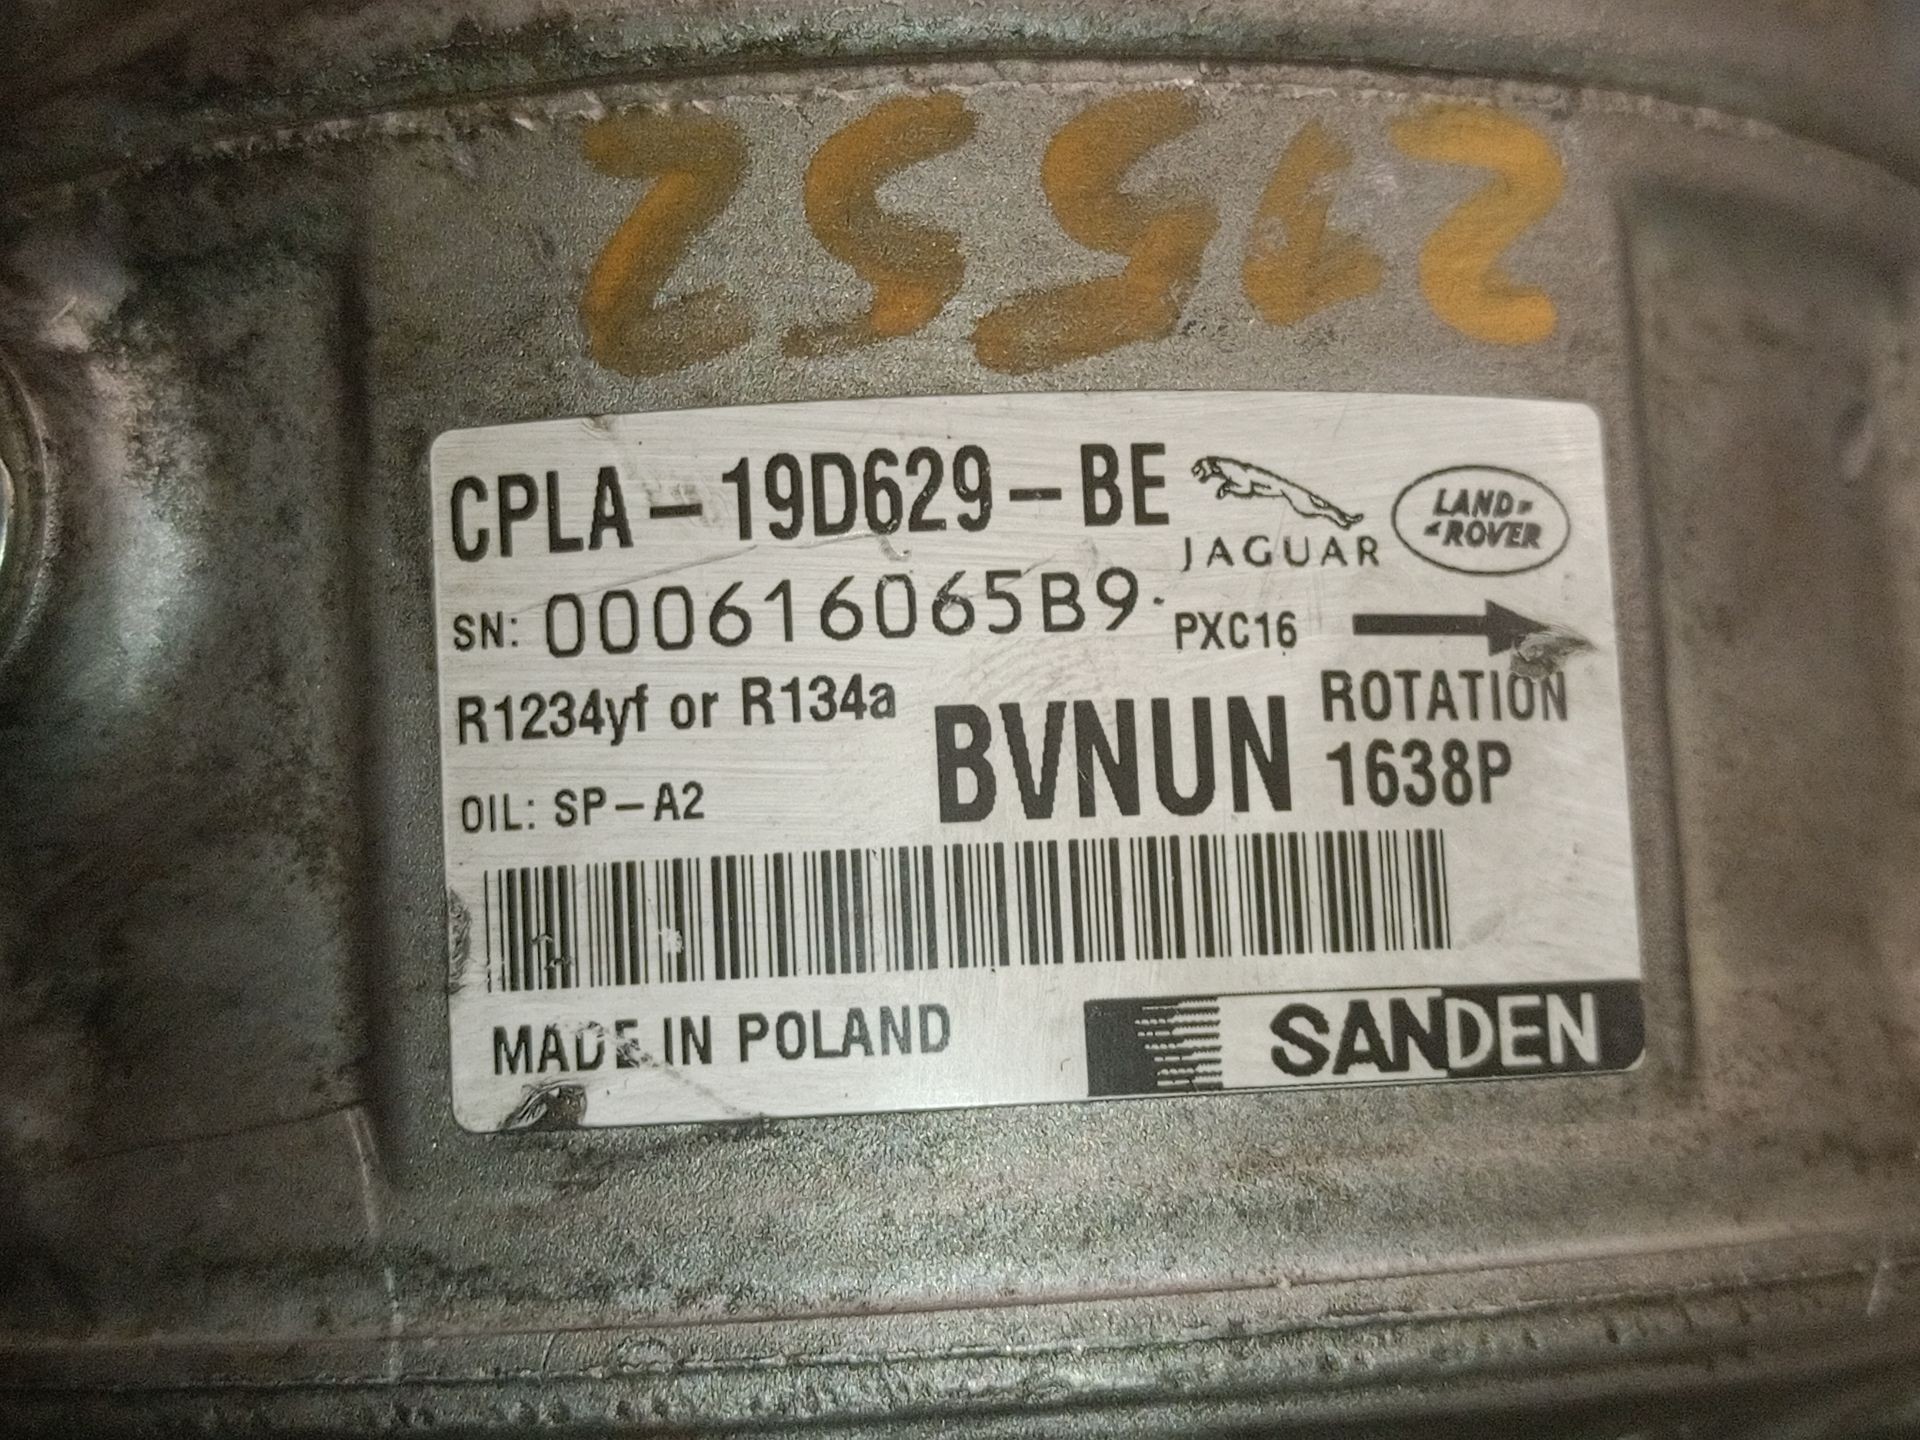 CPLA-19D629-BE
JAGUAR
LAND ROVER
SN: 000616065B9
PXC16
R1234yf or R134a
BVNUN
ROTATION
1638P
OIL: SP-A2
MADE IN POLAND
SANDEN